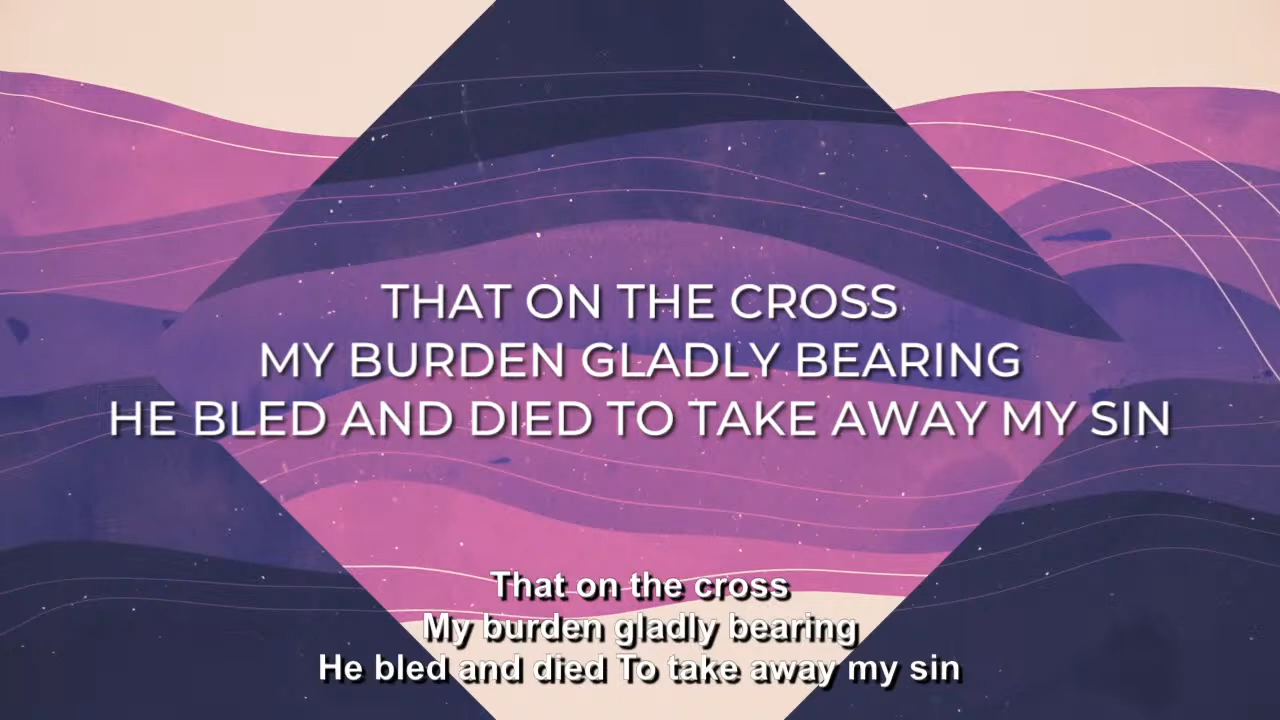 THAT ON THE CROSS
MY BURDEN GLADLY BEARING
HE BLED AND DIED TO TAKE AWAY MY SIN
That on the cross
My burden gladly bearing
He bled and died To take away my sin